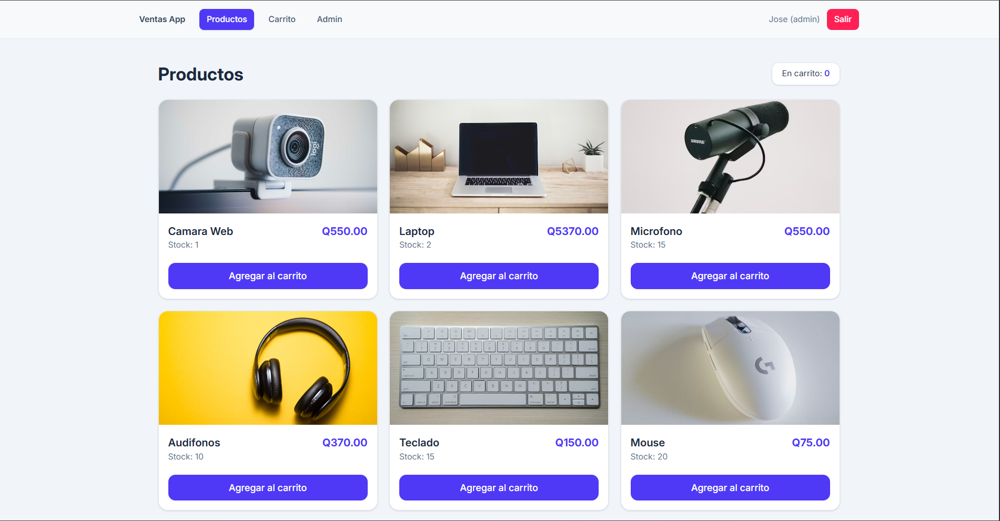 Ventas App Productos Carrito Admin Jose (admin) Salir
Productos En carrito: 0
logi
SHURE
Camara Web Q550.00
Stock: 1
Agregar al carrito
Laptop Q5370.00
Stock: 2
Agregar al carrito
Microfono Q550.00
Stock: 15
Agregar al carrito
Audifonos Q370.00
Stock: 10
Agregar al carrito
Teclado Q150.00
Stock: 15
Agregar al carrito
Mouse Q75.00
Stock: 20
Agregar al carrito